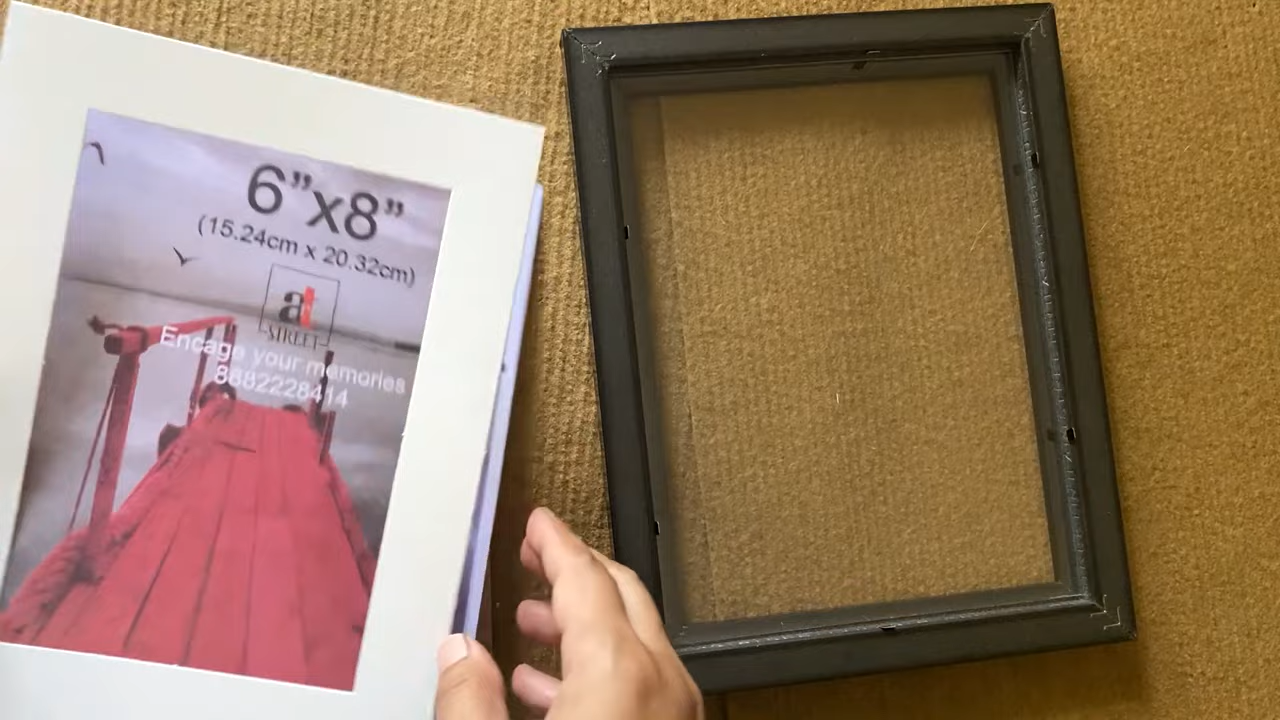 6”x8”
(15.24cm x 20.32cm)
at
STREET
Encage your memories
8882228414